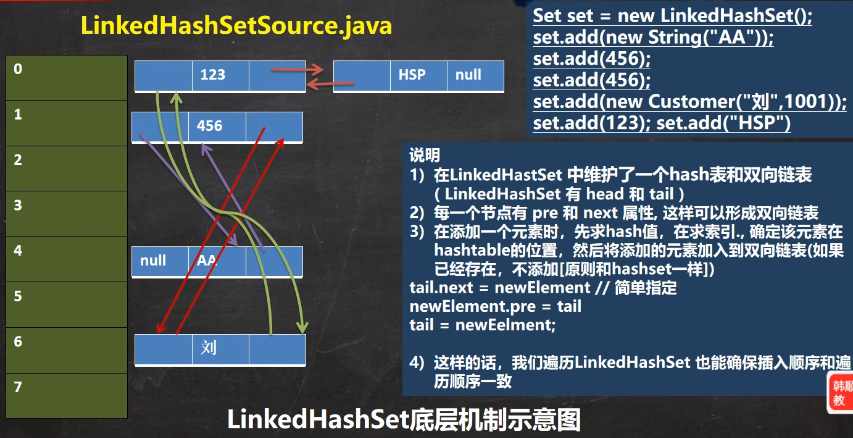 LinkedHashSetSource.java
Set set = new LinkedHashSet();
set.add(new String("AA"));
set.add(456);
set.add(456);
set.add(new Customer("刘",1001));
set.add(123); set.add("HSP")
0
1
2
3
4
5
6
7
123
HSP
null
456
null
AA
刘
说明
1) 在LinkedHastSet 中维护了一个hash表和双向链表
( LinkedHashSet 有 head 和 tail )
2) 每一个节点有 pre 和 next 属性, 这样可以形成双向链表
3) 在添加一个元素时，先求hash值，在求索引., 确定该元素在
hashtable的位置，然后将添加的元素加入到双向链表(如果
已经存在，不添加[原则和hashset一样])
tail.next = newElement // 简单指定
newElement.pre = tail
tail = newEelment;
4) 这样的话，我们遍历LinkedHashSet 也能确保插入顺序和遍
历顺序一致
LinkedHashSet底层机制示意图
韩顺
教